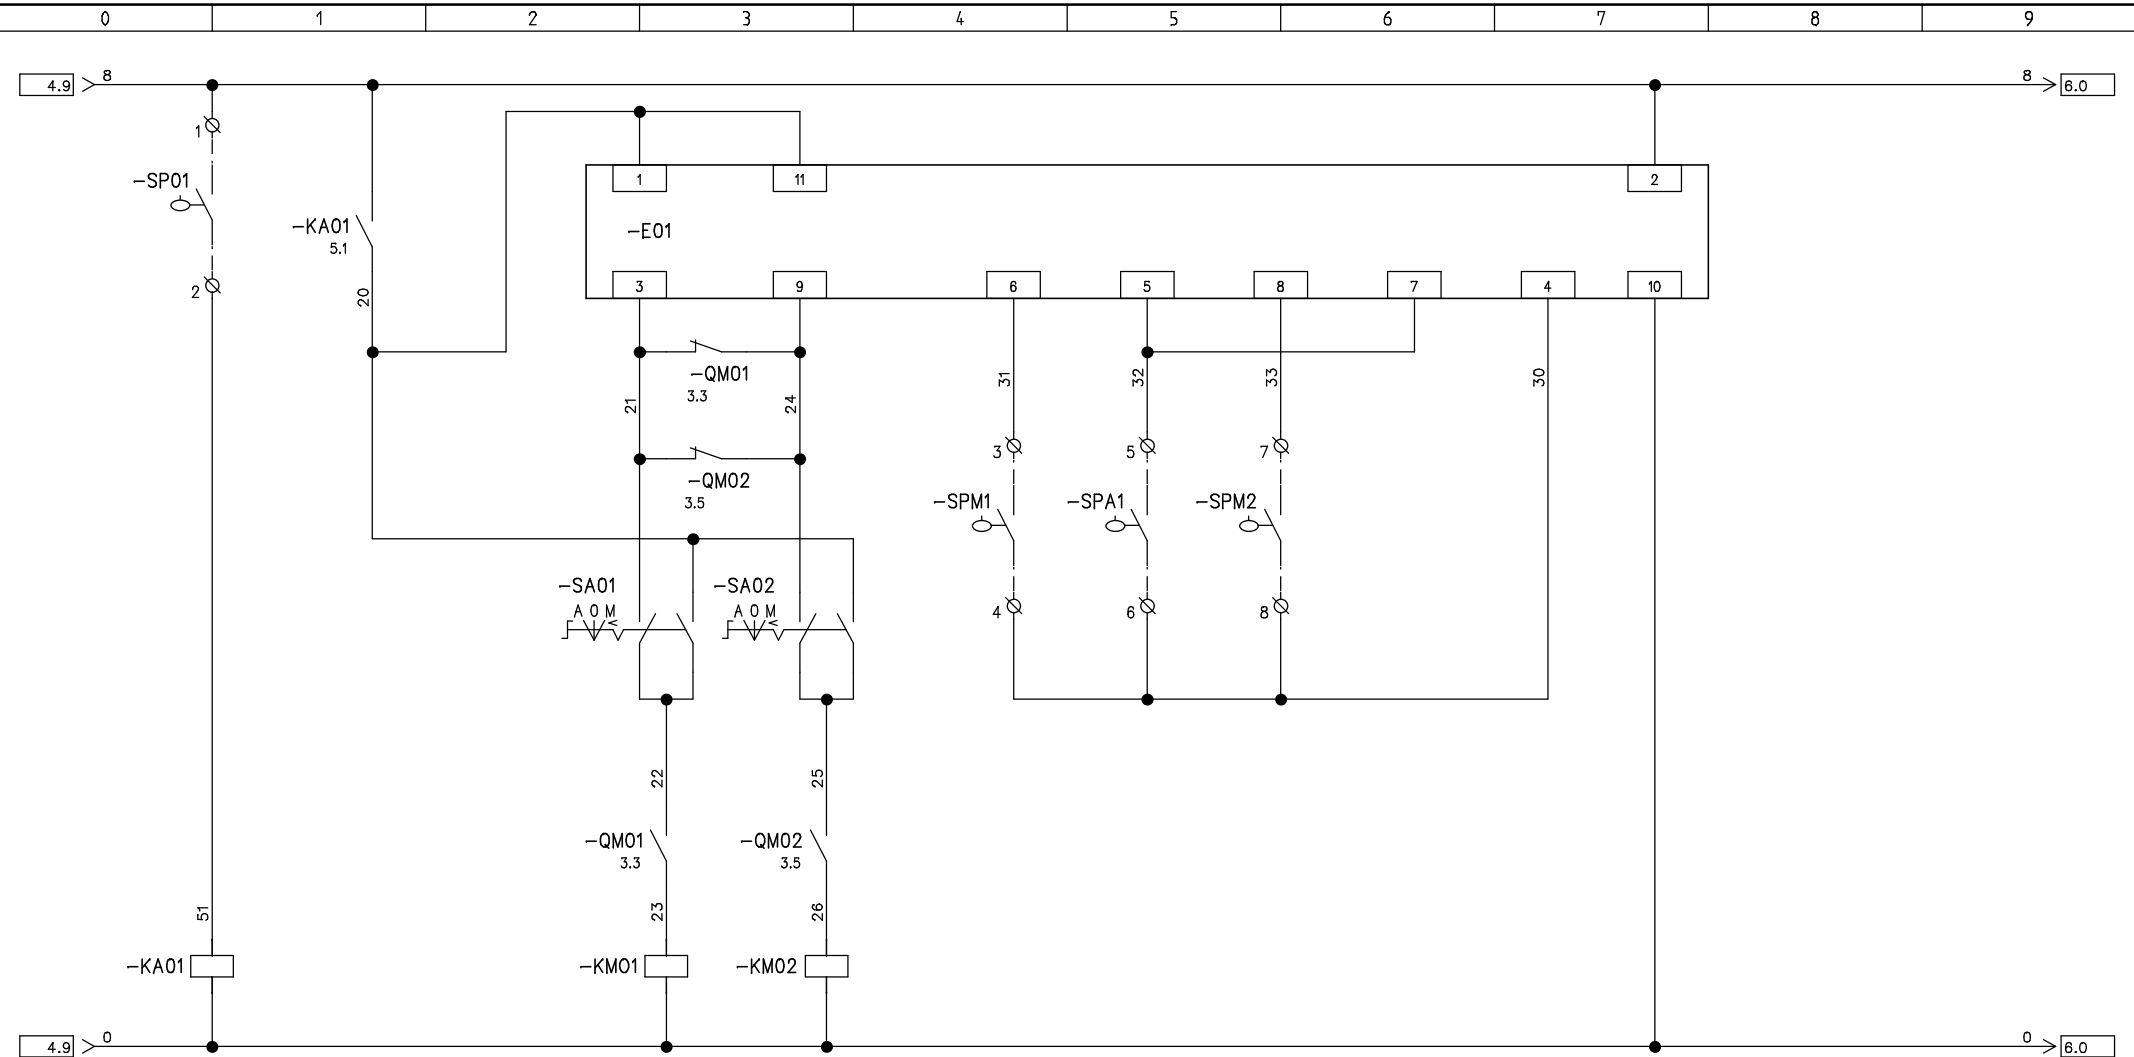 0 1 2 3 4 5 6 7 8 9
4.9 8 8 6.0
1
-SP01
1 11 2
-KA01
5.1
-E01
2
20
3 9 6 5 8 7 4 10
-QM01
3.3
21 24 31 32 33 30
3 5 7
-QM02
3.5
-SPM1 -SPA1 -SPM2
-SA01 -SA02
A O M A O M
4 6 8
22 25
-QM01 -QM02
3.3 3.5
51 23 26
-KA01 -KM01 -KM02
4.9 0 0 6.0